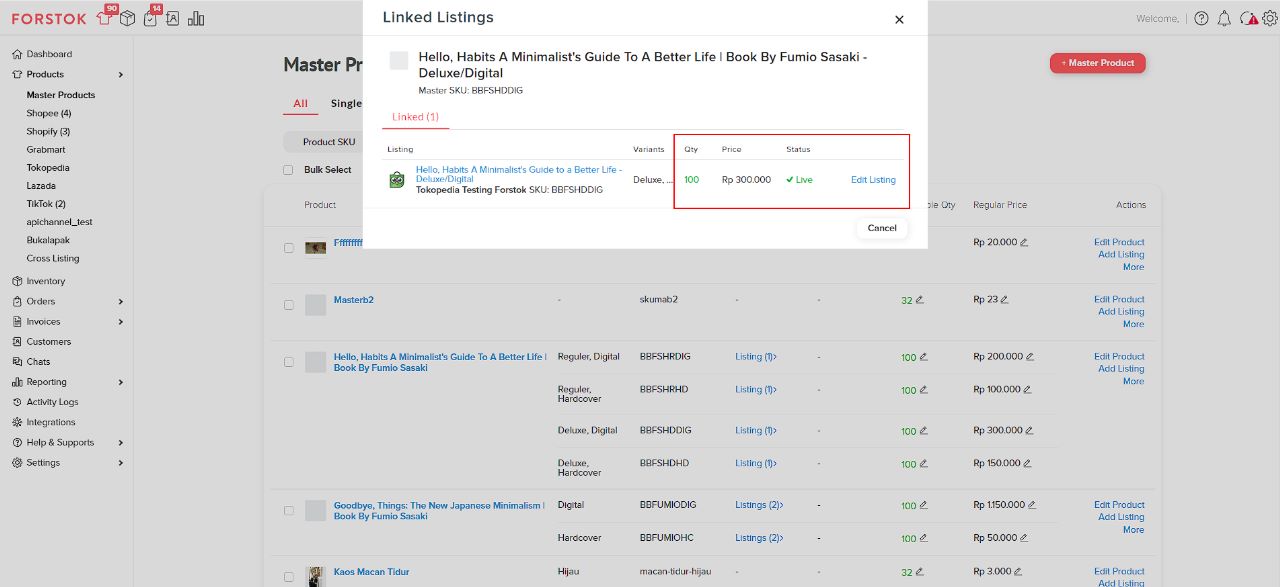 FORSTOK
90
14
Welcome, |
Dashboard
Products
Master Products
Shopee (4)
Shopify (3)
Grabmart
Tokopedia
Lazada
TikTok (2)
apichannel_test
Bukalapak
Cross Listing
Inventory
Orders
Invoices
Customers
Chats
Reporting
Activity Logs
Integrations
Help & Supports
Settings
Master Pr
+ Master Product
All
Single
Product SKU
Bulk Select
Linked Listings
Hello, Habits A Minimalist's Guide To A Better Life | Book By Fumio Sasaki -
Deluxe/Digital
Master SKU: BBFSHDDIG
Linked (1)
Listing Variants Qty Price Status
Hello, Habits A Minimalist's Guide to a Better Life -
Deluxe/Digital
Tokopedia Testing Forstok SKU: BBFSHDDIG
Deluxe, ... 100 Rp 300.000 Live Edit Listing
Cancel
Product ole Qty Regular Price Actions
Rp 20.000 Edit Product
Add Listing
More
Masterb2 - skumab2 - - 32 Rp 23 Edit Product
Add Listing
More
Hello, Habits A Minimalist's Guide To A Better Life |
Book By Fumio Sasaki
Reguler, Digital BBFSHRDIG Listing (1)> - 100 Rp 200.000 Edit Product
Add Listing
More
Reguler,
Hardcover
BBFSHRHD Listing (1)> - 100 Rp 100.000
Deluxe, Digital BBFSHDDIG Listing (1)> - 100 Rp 300.000
Deluxe,
Hardcover
BBFSHDHD Listing (1)> - 100 Rp 150.000
Goodbye, Things: The New Japanese Minimalism |
Book By Fumio Sasaki
Digital BBFUMIODIG Listings (2)> - 100 Rp 1.150.000 Edit Product
Add Listing
More
Hardcover BBFUMIOHC Listings (2)> - 100 Rp 50.000
Kaos Macan Tidur Hijau macan-tidur-hijau - - 32 Rp 3.000 Edit Product
Add Listing